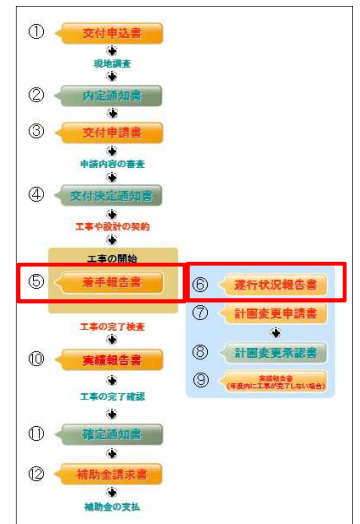 ① 交付申込書
現地調査
② 内定通知書
③ 交付申請書
申請内容の審査
④ 交付決定通知書
工事や設計の契約
工事の開始
⑤ 着手報告書
⑥ 遂行状況報告書
⑦ 計画変更申請書
⑧ 計画変更承認書
⑨ 実績報告書
(年度内に工事が完了しない場合)
工事の完了検査
⑩ 実績報告書
工事の完了確認
⑪ 確定通知書
⑫ 補助金請求書
補助金の支払